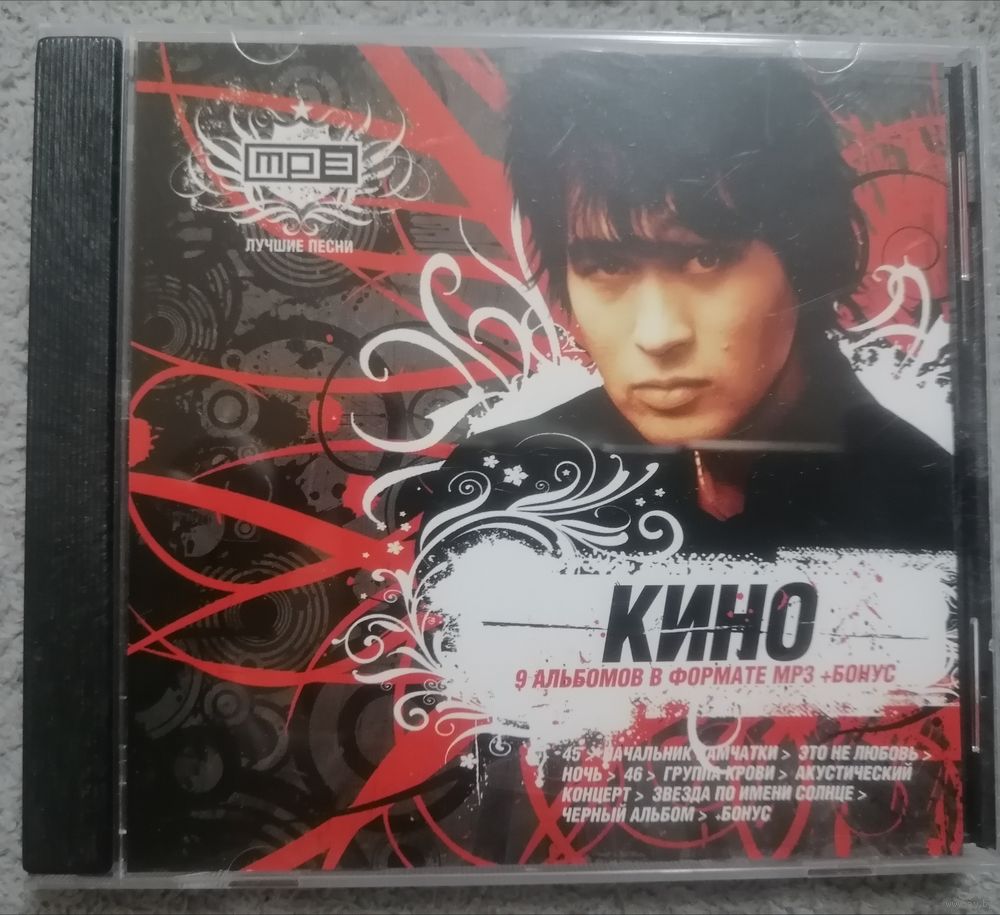 mp3
ЛУЧШИЕ ПЕСНИ
КИНО
9 АЛЬБОМОВ В ФОРМАТЕ MP3 +БОНУС
45 > НАЧАЛЬНИК КАМЧАТКИ > ЭТО НЕ ЛЮБОВЬ >
НОЧЬ > 46 > ГРУППА КРОВИ > АКУСТИЧЕСКИЙ
КОНЦЕРТ > ЗВЕЗДА ПО ИМЕНИ СОЛНЦЕ >
ЧЕРНЫЙ АЛЬБОМ > .БОНУС